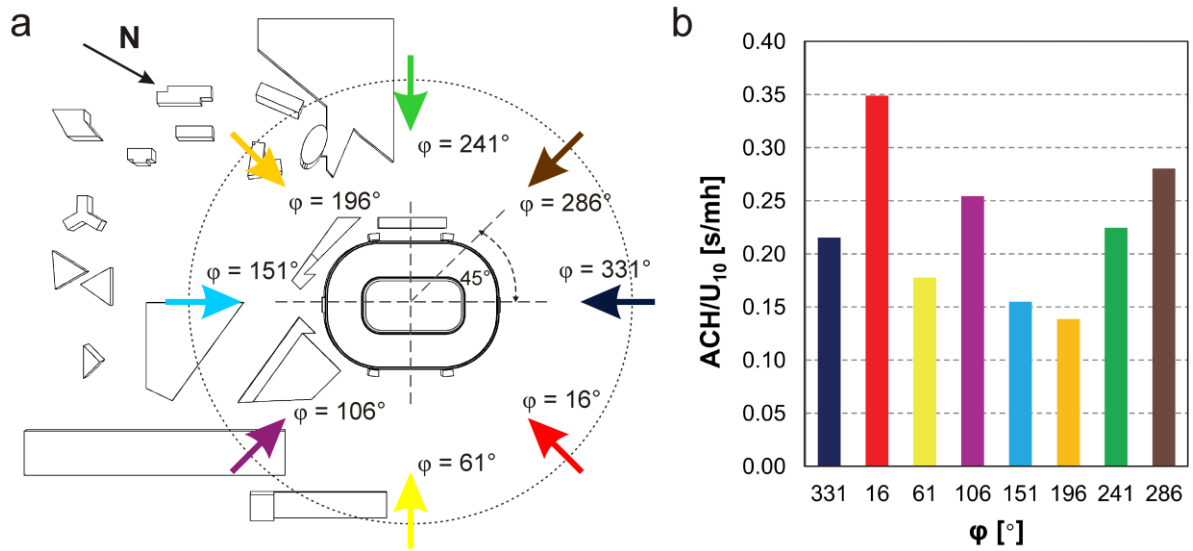 a
N
φ = 241°
φ = 196°
φ = 286°
φ = 151°
45°
φ = 331°
φ = 106°
φ = 16°
φ = 61°
b
ACH/U₁₀ [s/mh]
0.40
0.35
0.30
0.25
0.20
0.15
0.10
0.05
0.00
331 16 61 106 151 196 241 286
φ [°]